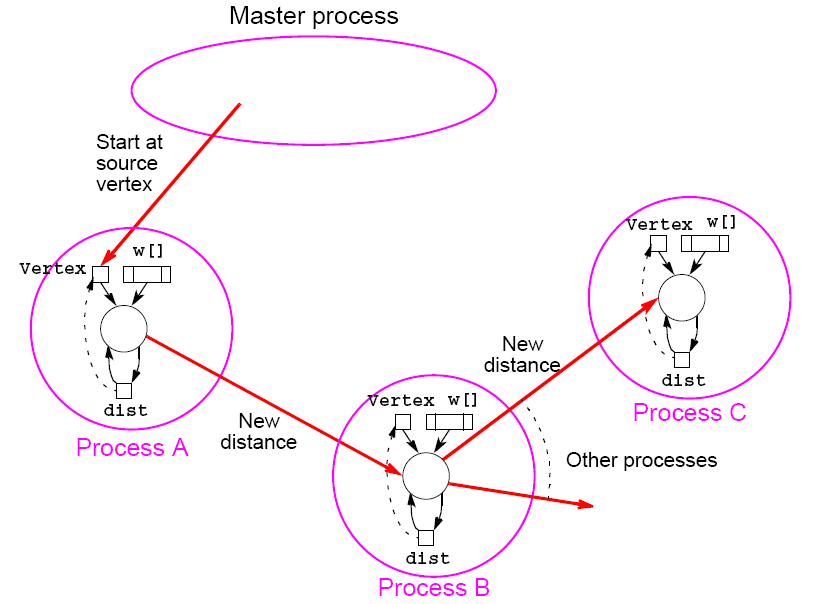 Master process
Start at
source
vertex
Vertex
w[]
dist
Process A
New
distance
Vertex
w[]
dist
Process B
New
distance
Vertex
w[]
dist
Process C
Other processes